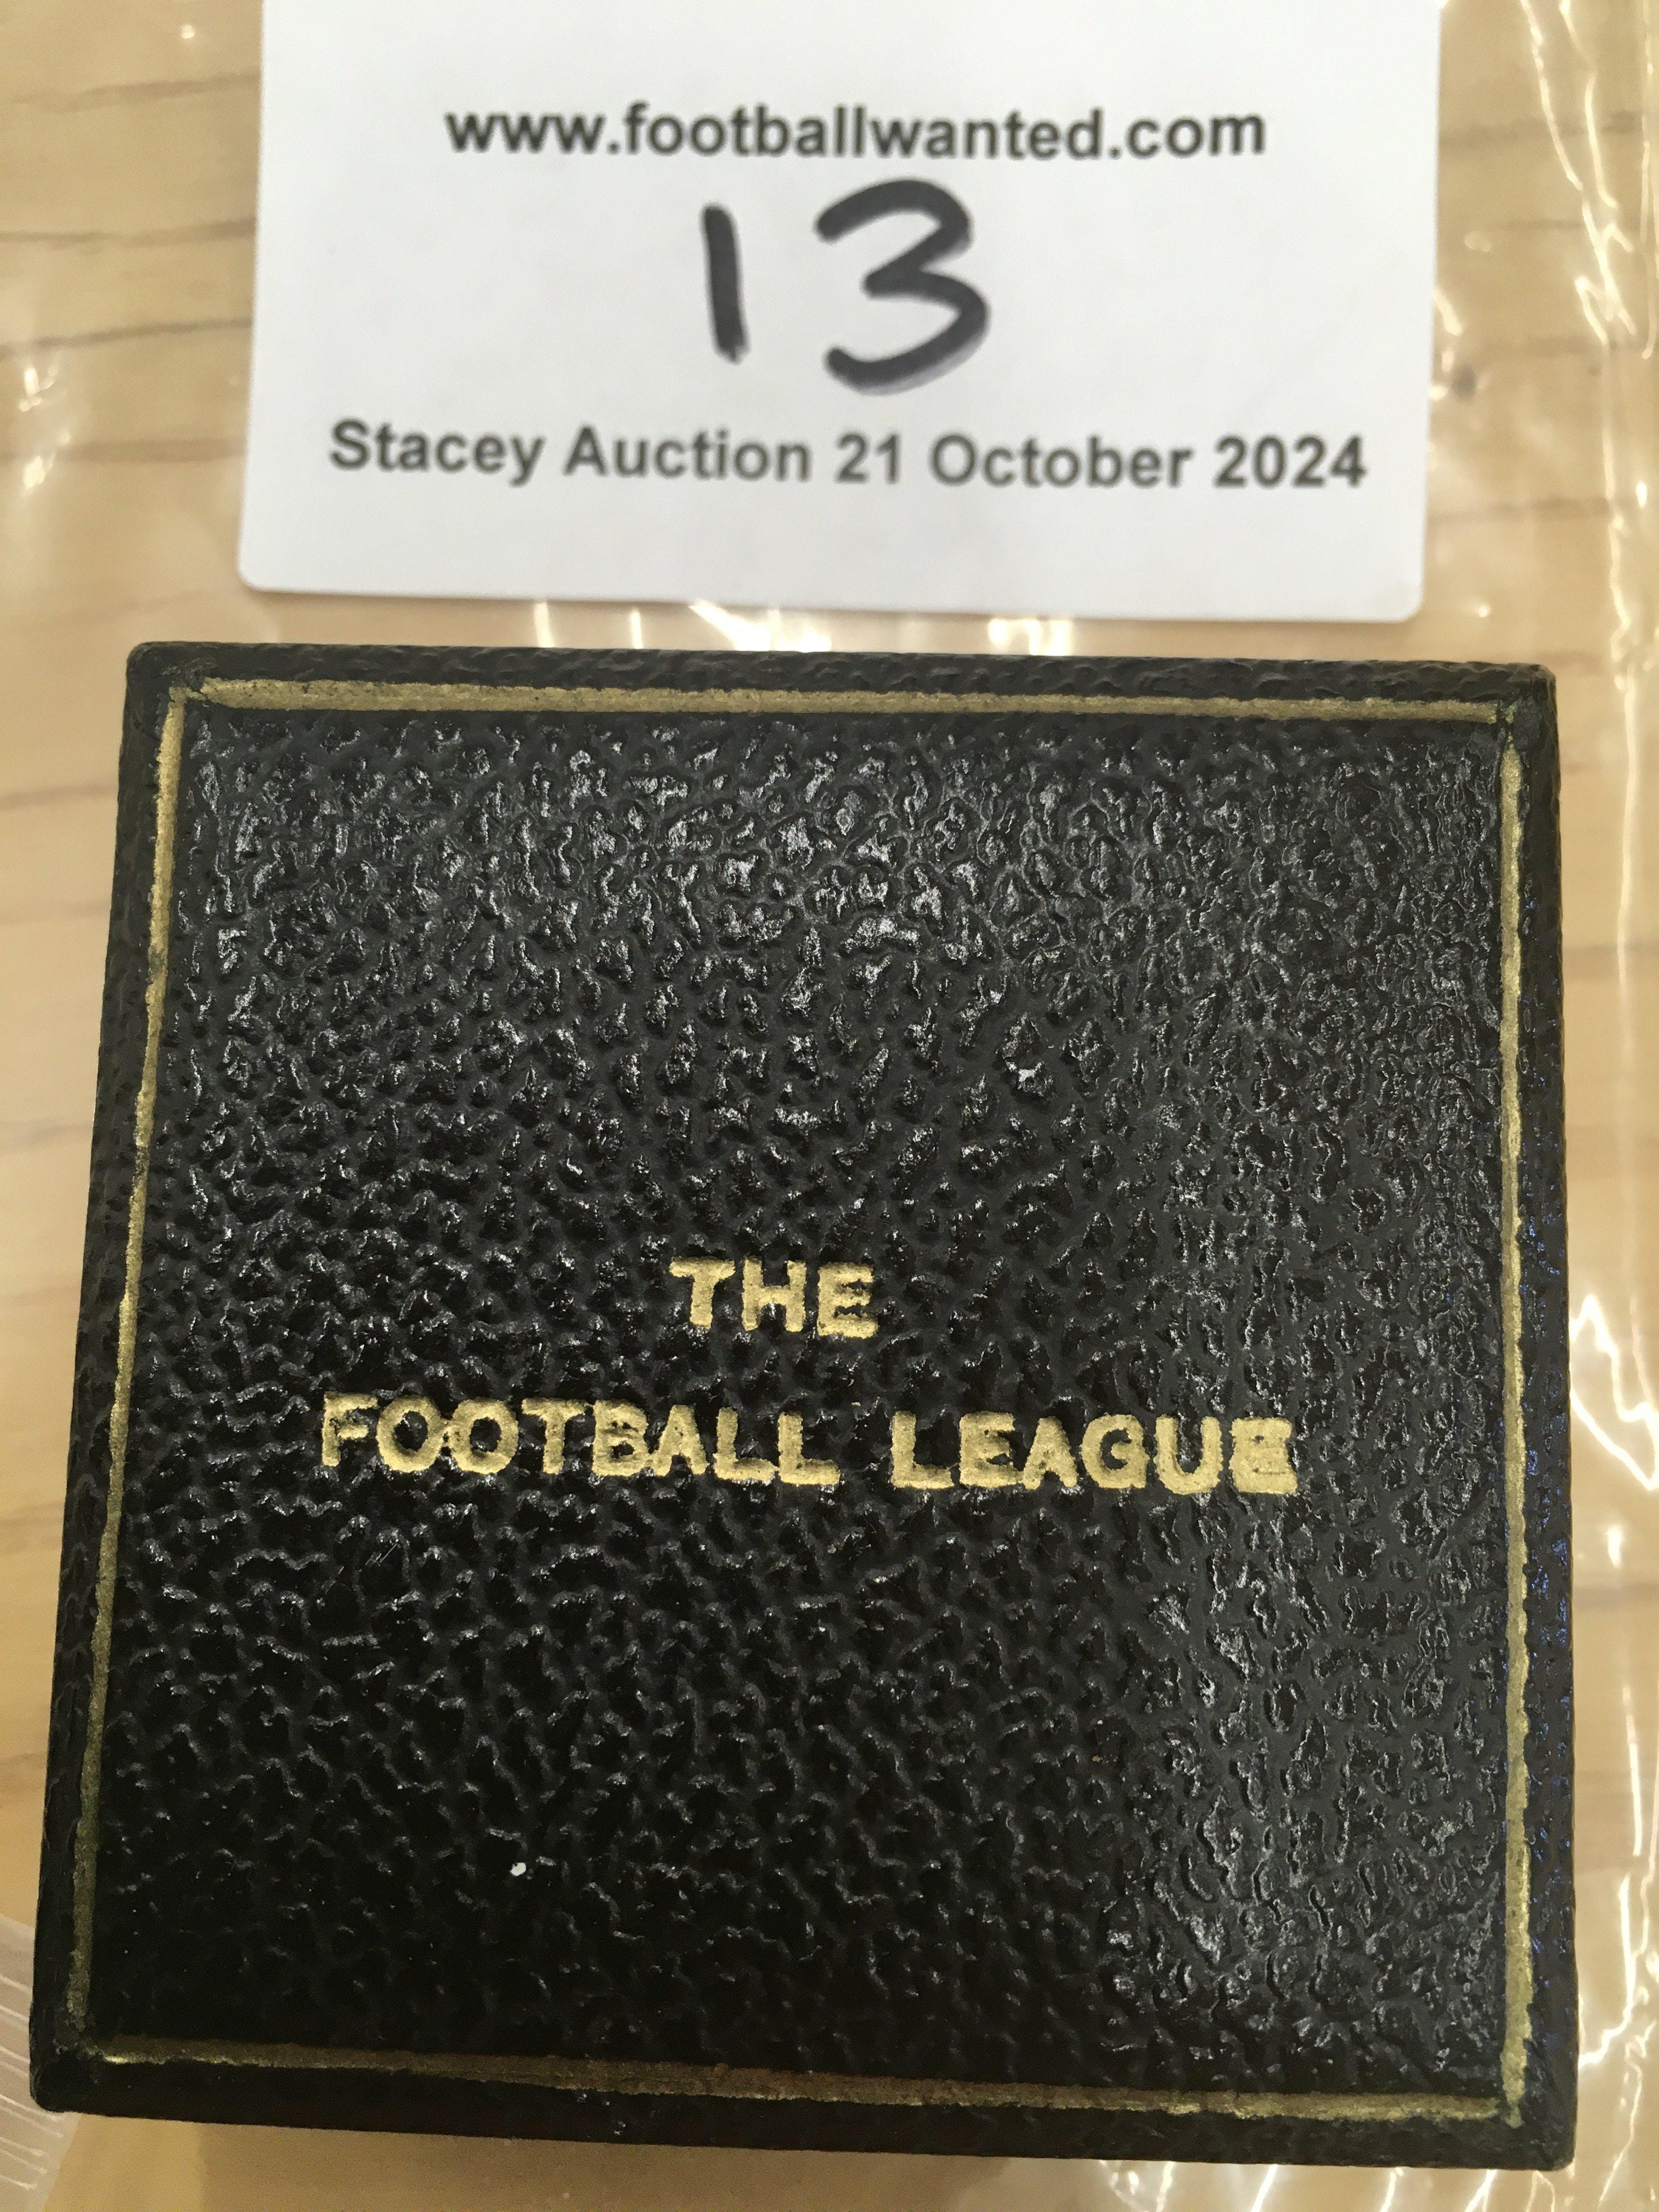 www.footballwanted.com
13
Stacey Auction 21 October 2024
THE
FOOTBALL LEAGUE